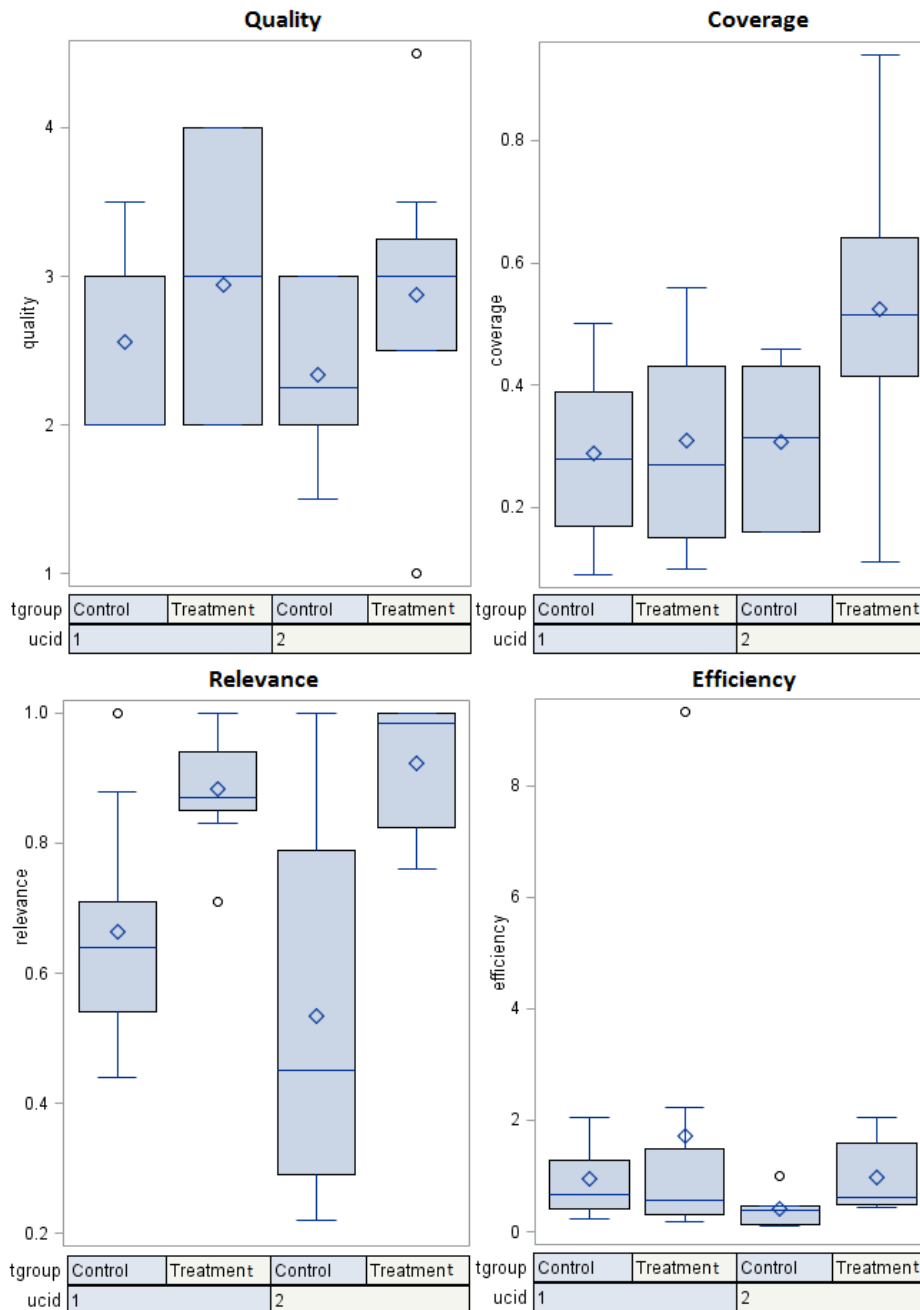 Quality
4
3
2
1
quality
tgroup Control Treatment Control Treatment
ucid 1 2
Coverage
0.8
0.6
0.4
0.2
coverage
tgroup Control Treatment Control Treatment
ucid 1 2
Relevance
1.0
0.8
0.6
0.4
0.2
relevance
tgroup Control Treatment Control Treatment
ucid 1 2
Efficiency
8
6
4
2
0
efficiency
tgroup Control Treatment Control Treatment
ucid 1 2